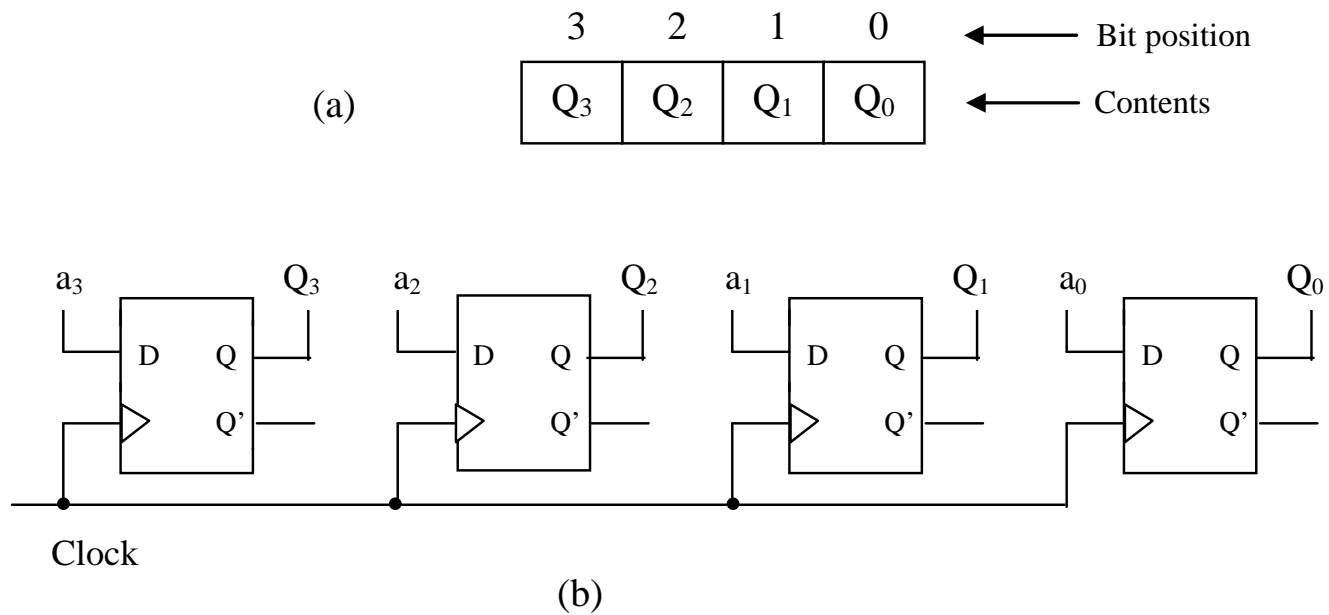 3 2 1 0 Bit position
(a) Q₃ Q₂ Q₁ Q₀ Contents
a₃ Q₃ a₂ Q₂ a₁ Q₁ a₀ Q₀
D Q D Q D Q D Q
Q’ Q’ Q’ Q’
Clock
(b)